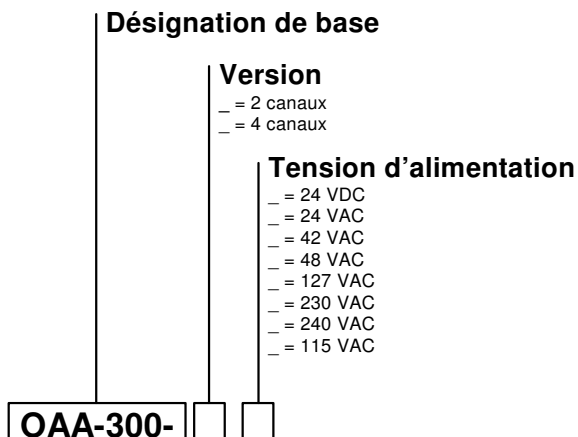 Désignation de base
Version
_ = 2 canaux
_ = 4 canaux
Tension d'alimentation
_ = 24 VDC
_ = 24 VAC
_ = 42 VAC
_ = 48 VAC
_ = 127 VAC
_ = 230 VAC
_ = 240 VAC
_ = 115 VAC
OAA-300-